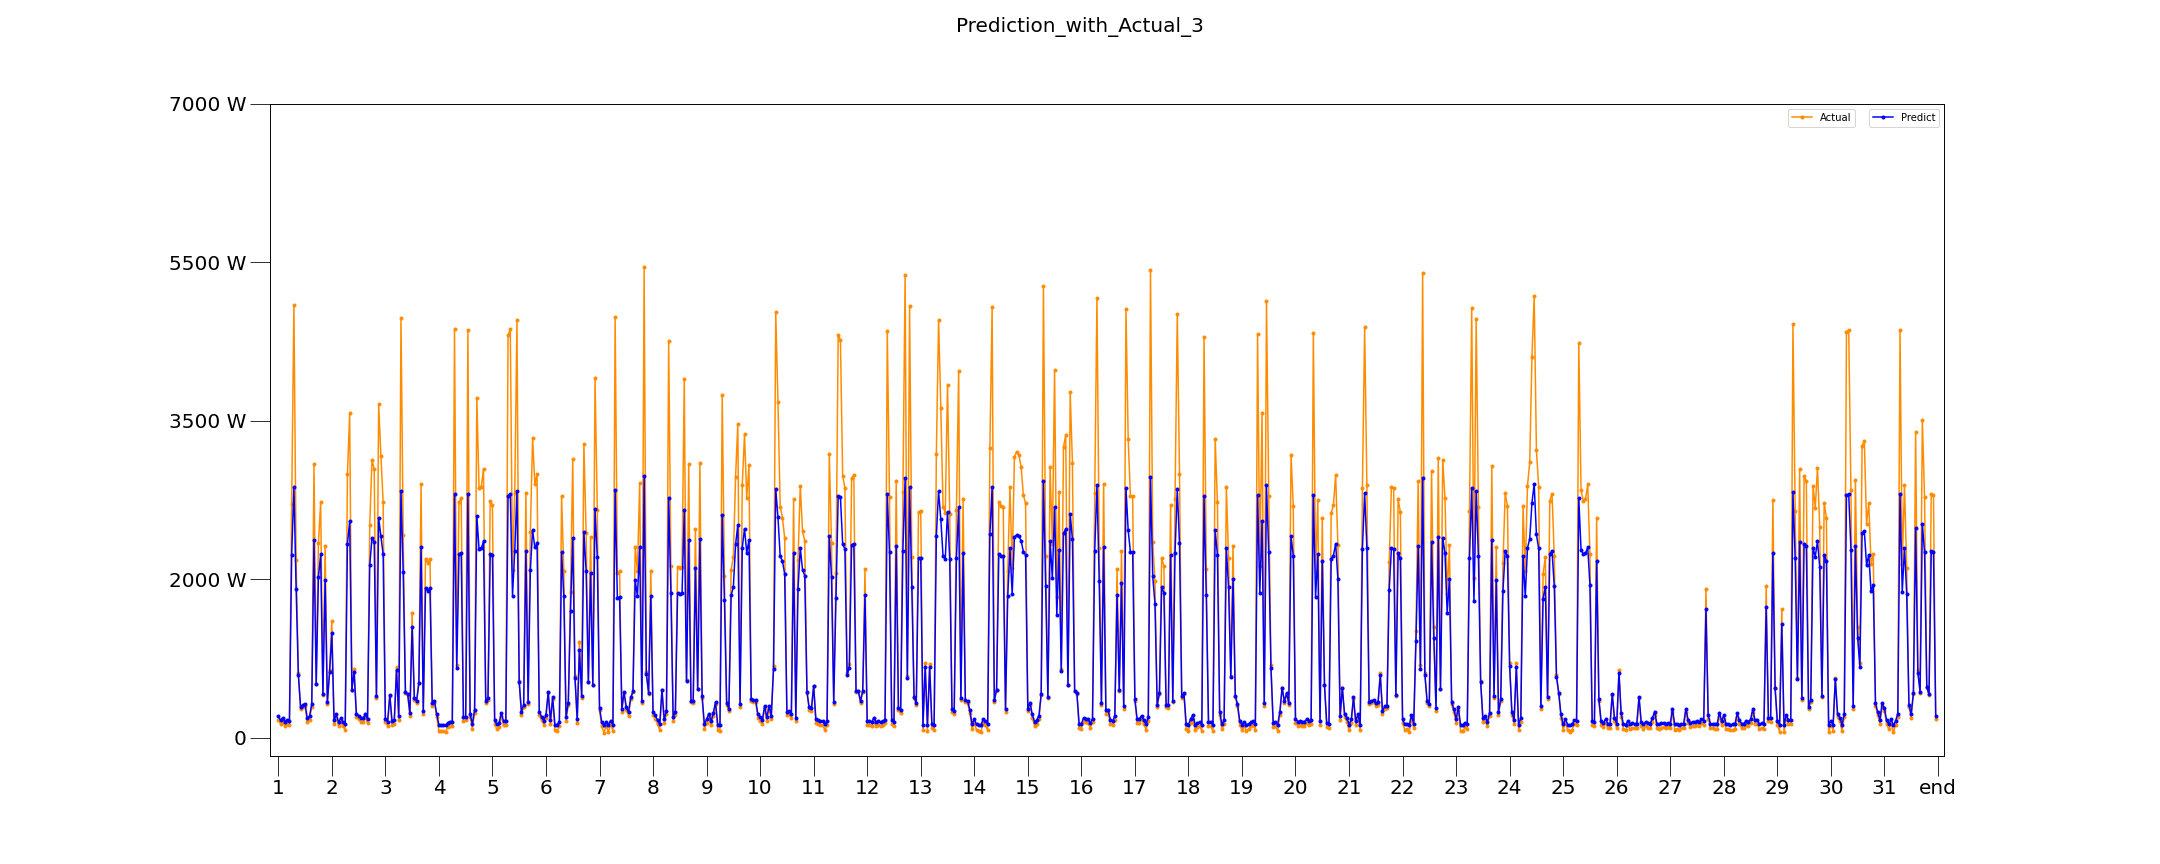 Prediction_with_Actual_3
Actual Predict
7000 W
5500 W
3500 W
2000 W
0
1 2 3 4 5 6 7 8 9 10 11 12 13 14 15 16 17 18 19 20 21 22 23 24 25 26 27 28 29 30 31 end